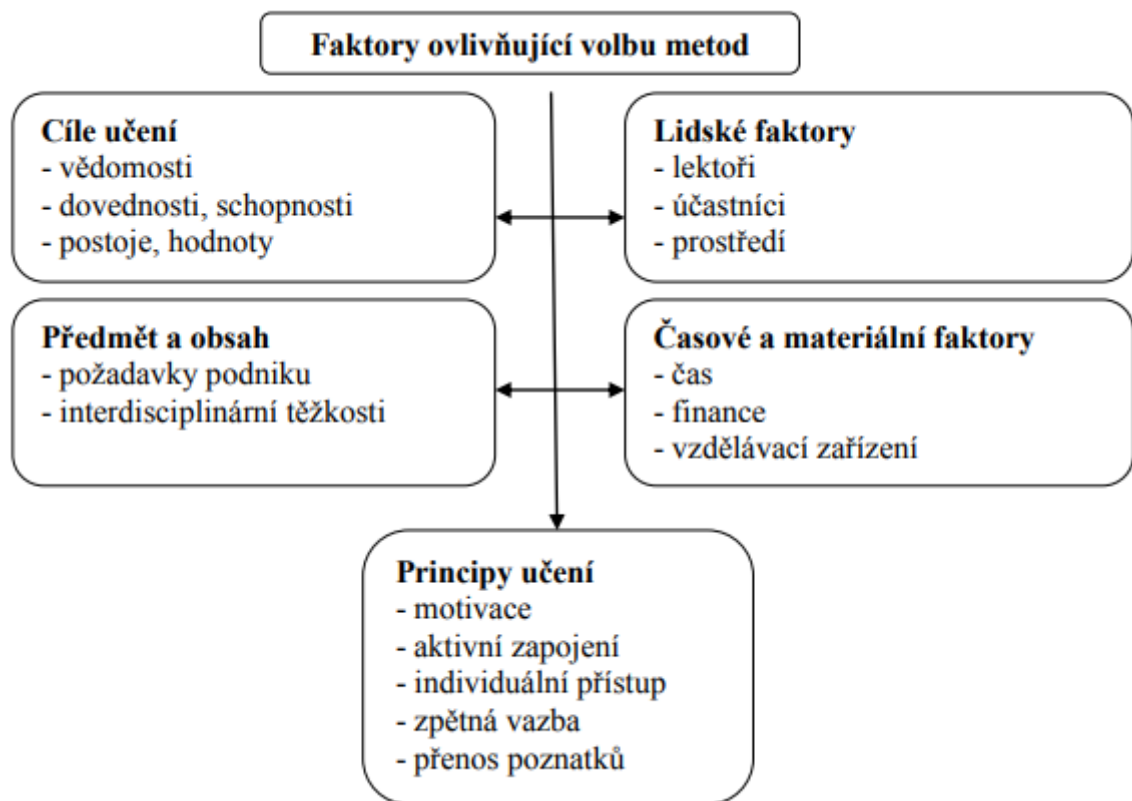 Faktory ovlivňující volbu metod
Cíle učení
- vědomosti
- dovednosti, schopnosti
- postoje, hodnoty
Lidské faktory
- lektoři
- účastníci
- prostředí
Předmět a obsah
- požadavky podniku
- interdisciplinární těžkosti
Časové a materiální faktory
- čas
- finance
- vzdělávací zařízení
Principy učení
- motivace
- aktivní zapojení
- individuální přístup
- zpětná vazba
- přenos poznatků